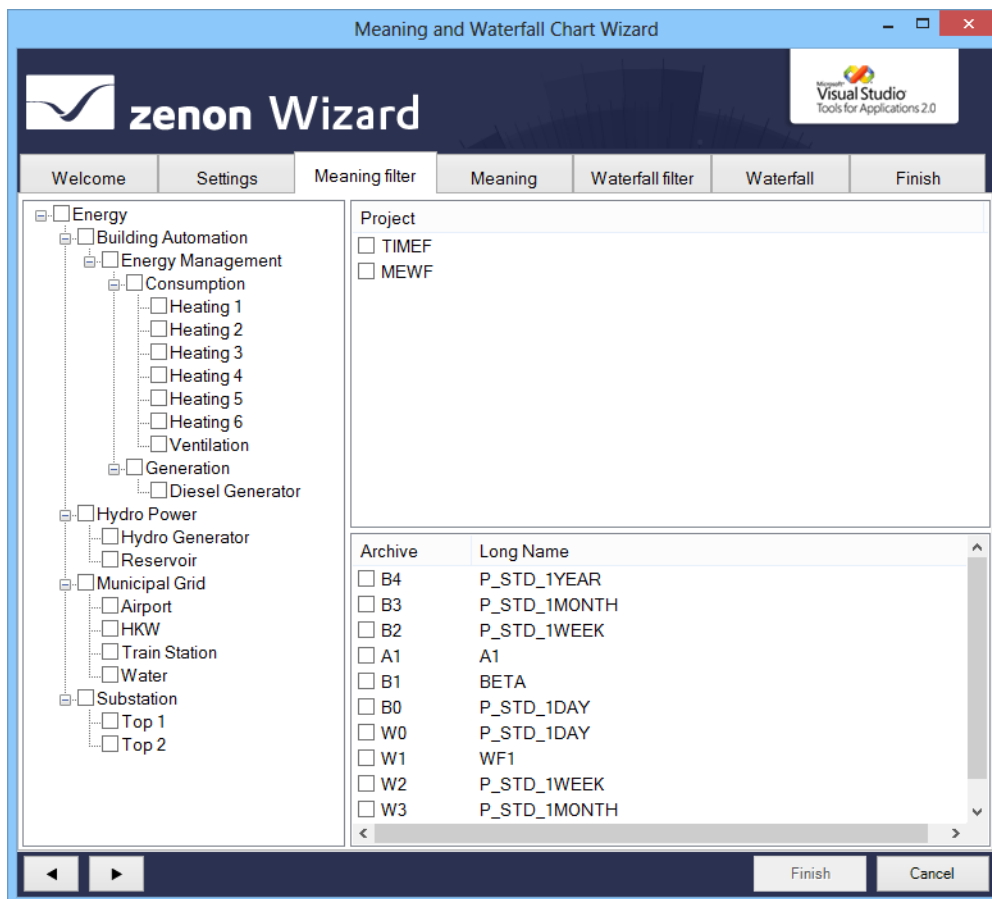 Meaning and Waterfall Chart Wizard
zenon Wizard
Microsoft
Visual Studio
Tools for Applications 2.0
Welcome Settings Meaning filter Meaning Waterfall filter Waterfall Finish
Energy
Building Automation
Energy Management
Consumption
Heating 1
Heating 2
Heating 3
Heating 4
Heating 5
Heating 6
Ventilation
Generation
Diesel Generator
Hydro Power
Hydro Generator
Reservoir
Municipal Grid
Airport
HKW
Train Station
Water
Substation
Top 1
Top 2
Project
TIMEF
MEWF
Archive Long Name
B4 P_STD_1YEAR
B3 P_STD_1MONTH
B2 P_STD_1WEEK
A1 A1
B1 BETA
B0 P_STD_1DAY
W0 P_STD_1DAY
W1 WF1
W2 P_STD_1WEEK
W3 P_STD_1MONTH
Finish Cancel